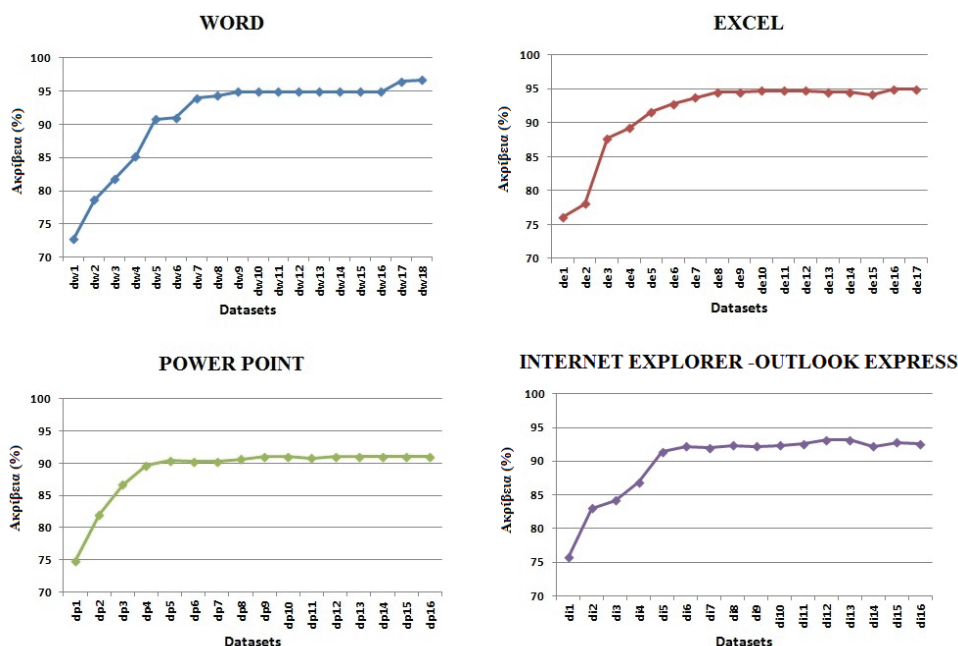 WORD
100
95
90
85
80
75
70
Ακρίβεια (%)
dw1
dw2
dw3
dw4
dw5
dw6
dw7
dw8
dw9
dw10
dw11
dw12
dw13
dw14
dw15
dw16
dw17
dw18
Datasets
EXCEL
100
95
90
85
80
75
70
Ακρίβεια (%)
de1
de2
de3
de4
de5
de6
de7
de8
de9
de10
de11
de12
de13
de14
de15
de16
de17
Datasets
POWER POINT
100
95
90
85
80
75
70
Ακρίβεια (%)
dp1
dp2
dp3
dp4
dp5
dp6
dp7
dp8
dp9
dp10
dp11
dp12
dp13
dp14
dp15
dp16
Datasets
INTERNET EXPLORER -OUTLOOK EXPRESS
100
95
90
85
80
75
70
Ακρίβεια (%)
di1
di2
di3
di4
di5
di6
di7
di8
di9
di10
di11
di12
di13
di14
di15
di16
Datasets